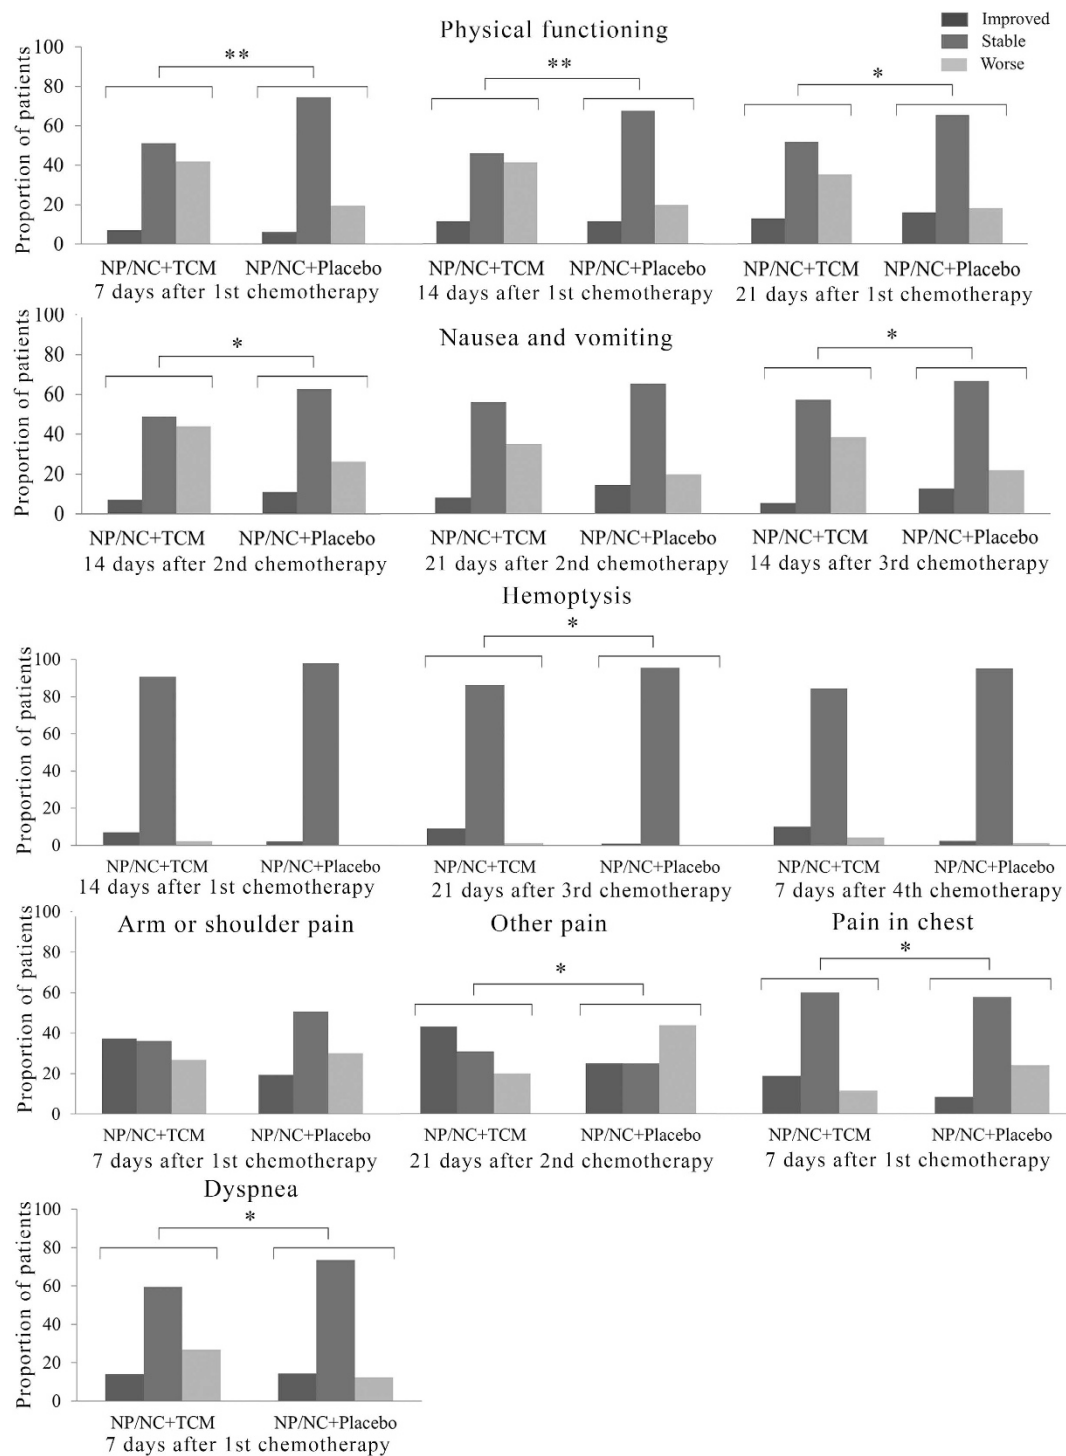 Physical functioning
Improved
Stable
Worse
**
**
*
Proportion of patients
100
80
60
40
20
0
NP/NC+TCM NP/NC+Placebo
7 days after 1st chemotherapy
NP/NC+TCM NP/NC+Placebo
14 days after 1st chemotherapy
NP/NC+TCM NP/NC+Placebo
21 days after 1st chemotherapy
Nausea and vomiting
*
*
Proportion of patients
100
80
60
40
20
0
NP/NC+TCM NP/NC+Placebo
14 days after 2nd chemotherapy
NP/NC+TCM NP/NC+Placebo
21 days after 2nd chemotherapy
NP/NC+TCM NP/NC+Placebo
14 days after 3rd chemotherapy
Hemoptysis
*
Proportion of patients
100
80
60
40
20
0
NP/NC+TCM NP/NC+Placebo
14 days after 1st chemotherapy
NP/NC+TCM NP/NC+Placebo
21 days after 3rd chemotherapy
NP/NC+TCM NP/NC+Placebo
7 days after 4th chemotherapy
Arm or shoulder pain
Other pain
Pain in chest
*
*
Proportion of patients
100
80
60
40
20
0
NP/NC+TCM NP/NC+Placebo
7 days after 1st chemotherapy
NP/NC+TCM NP/NC+Placebo
21 days after 2nd chemotherapy
NP/NC+TCM NP/NC+Placebo
7 days after 1st chemotherapy
Dyspnea
*
Proportion of patients
100
80
60
40
20
0
NP/NC+TCM NP/NC+Placebo
7 days after 1st chemotherapy